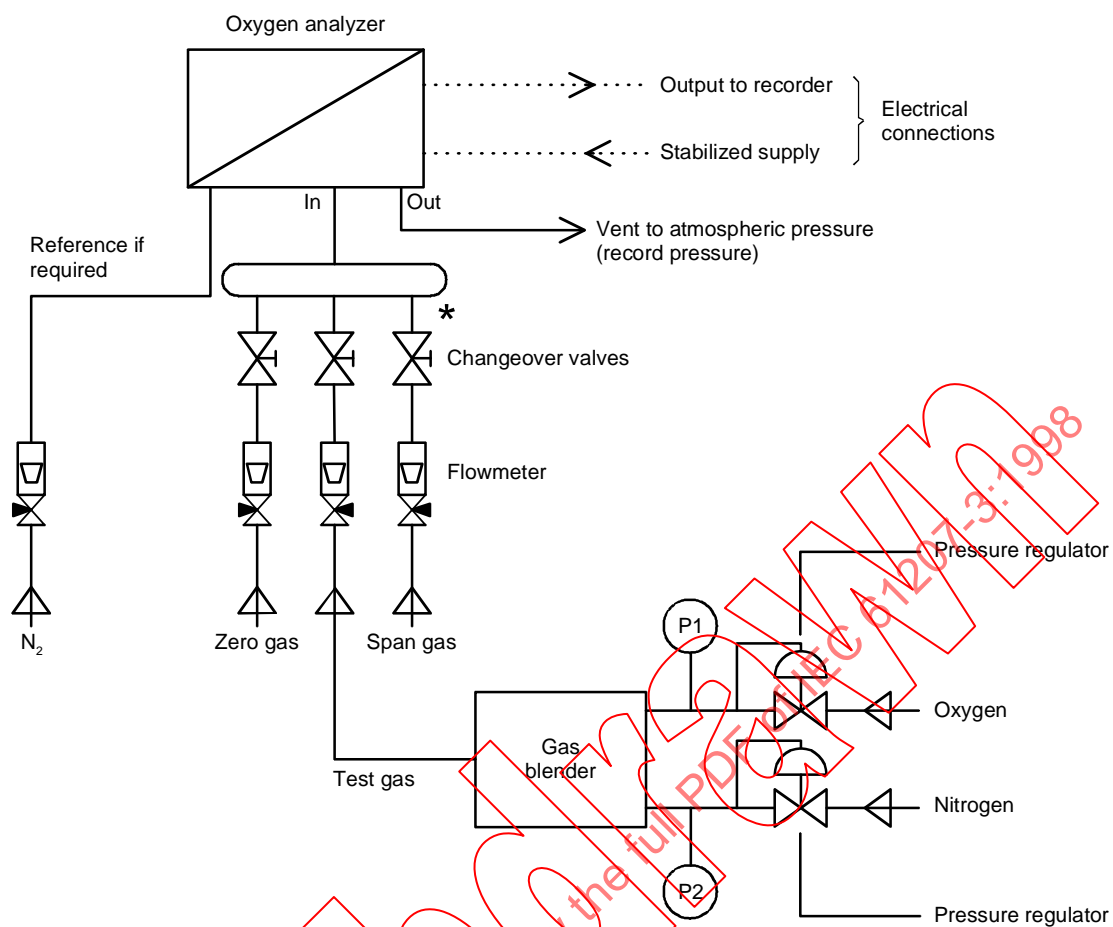 Oxygen analyzer
Output to recorder
Electrical
connections
Stabilized supply
In
Out
Vent to atmospheric pressure
(record pressure)
Reference if
required
*
Changeover valves
Flowmeter
N₂
Zero gas
Span gas
Pressure regulator
P1
Oxygen
Gas
blender
Test gas
Nitrogen
P2
Pressure regulator
the full PDF of IEC 61207-3:1998